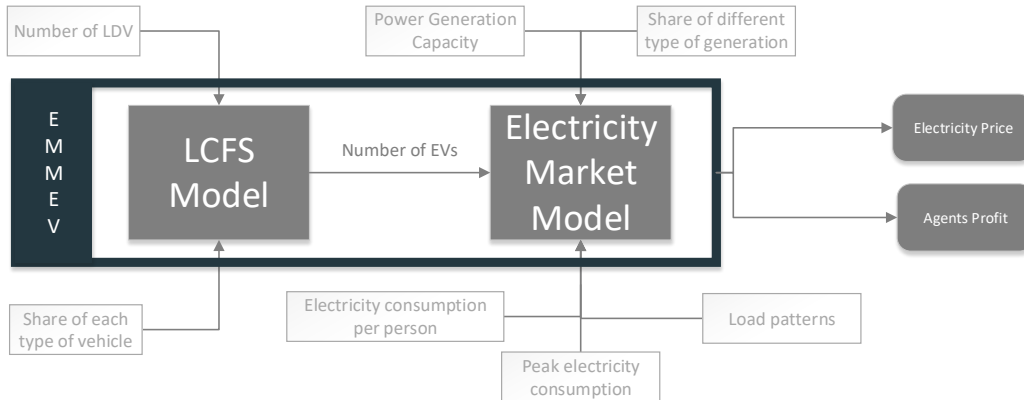 Number of LDV
Power Generation
Capacity
Share of different
type of generation
E
M
M
E
V
LCFS
Model
Number of EVs
Electricity
Market
Model
Electricity Price
Agents Profit
Share of each
type of vehicle
Electricity consumption
per person
Load patterns
Peak electricity
consumption